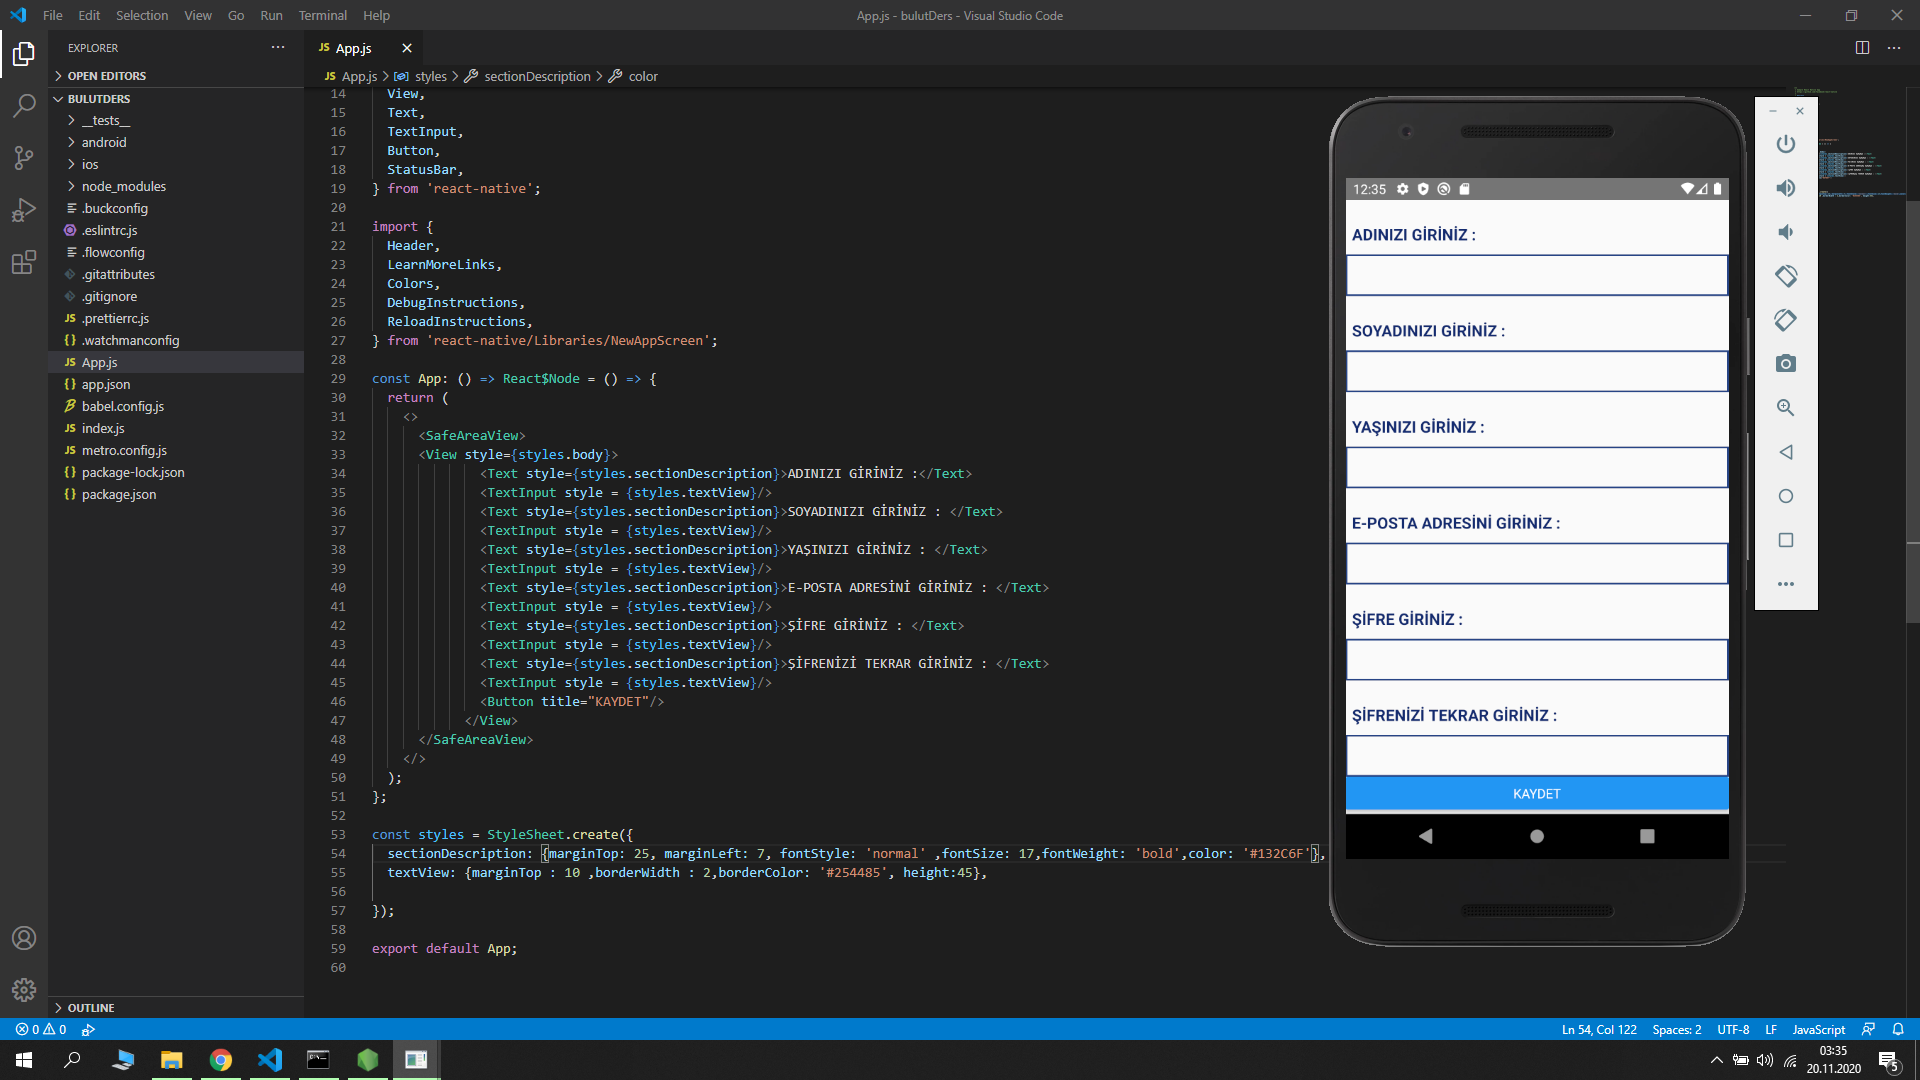 File Edit Selection View Go Run Terminal Help
App.js - bulutDers - Visual Studio Code
EXPLORER
OPEN EDITORS
BULUTDERS
__tests__
android
ios
node_modules
.buckconfig
.eslintrc.js
.flowconfig
.gitattributes
.gitignore
.prettierrc.js
.watchmanconfig
App.js
app.json
babel.config.js
index.js
metro.config.js
package-lock.json
package.json
OUTLINE
JS App.js
JS App.js > styles > sectionDescription > color
14 View,
15 Text,
16 TextInput,
17 Button,
18 StatusBar,
19 } from 'react-native';
20
21 import {
22 Header,
23 LearnMoreLinks,
24 Colors,
25 DebugInstructions,
26 ReloadInstructions,
27 } from 'react-native/Libraries/NewAppScreen';
28
29 const App: () => React$Node = () => {
30 return (
31 <>
32 <SafeAreaView>
33 <View style={styles.body}>
34 <Text style={styles.sectionDescription}>ADINIZI GİRİNİZ :</Text>
35 <TextInput style = {styles.textView}/>
36 <Text style={styles.sectionDescription}>SOYADINIZI GİRİNİZ : </Text>
37 <TextInput style = {styles.textView}/>
38 <Text style={styles.sectionDescription}>YAŞINIZI GİRİNİZ : </Text>
39 <TextInput style = {styles.textView}/>
40 <Text style={styles.sectionDescription}>E-POSTA ADRESİNİ GİRİNİZ : </Text>
41 <TextInput style = {styles.textView}/>
42 <Text style={styles.sectionDescription}>ŞİFRE GİRİNİZ : </Text>
43 <TextInput style = {styles.textView}/>
44 <Text style={styles.sectionDescription}>ŞİFRENİZİ TEKRAR GİRİNİZ : </Text>
45 <TextInput style = {styles.textView}/>
46 <Button title="KAYDET"/>
47 </View>
48 </SafeAreaView>
49 </>
50 );
51 };
52
53 const styles = StyleSheet.create({
54 sectionDescription: {marginTop: 25, marginLeft: 7, fontStyle: 'normal' ,fontSize: 17,fontWeight: 'bold',color: '#132C6F'},
55 textView: {marginTop : 10 ,borderWidth : 2,borderColor: '#254485', height:45},
56
57 });
58
59 export default App;
60
12:35
ADINIZI GİRİNİZ :
SOYADINIZI GİRİNİZ :
YAŞINIZI GİRİNİZ :
E-POSTA ADRESİNİ GİRİNİZ :
ŞİFRE GİRİNİZ :
ŞİFRENİZİ TEKRAR GİRİNİZ :
KAYDET
0 0
Ln 54, Col 122 Spaces: 2 UTF-8 LF JavaScript
03:35
20.11.2020
5